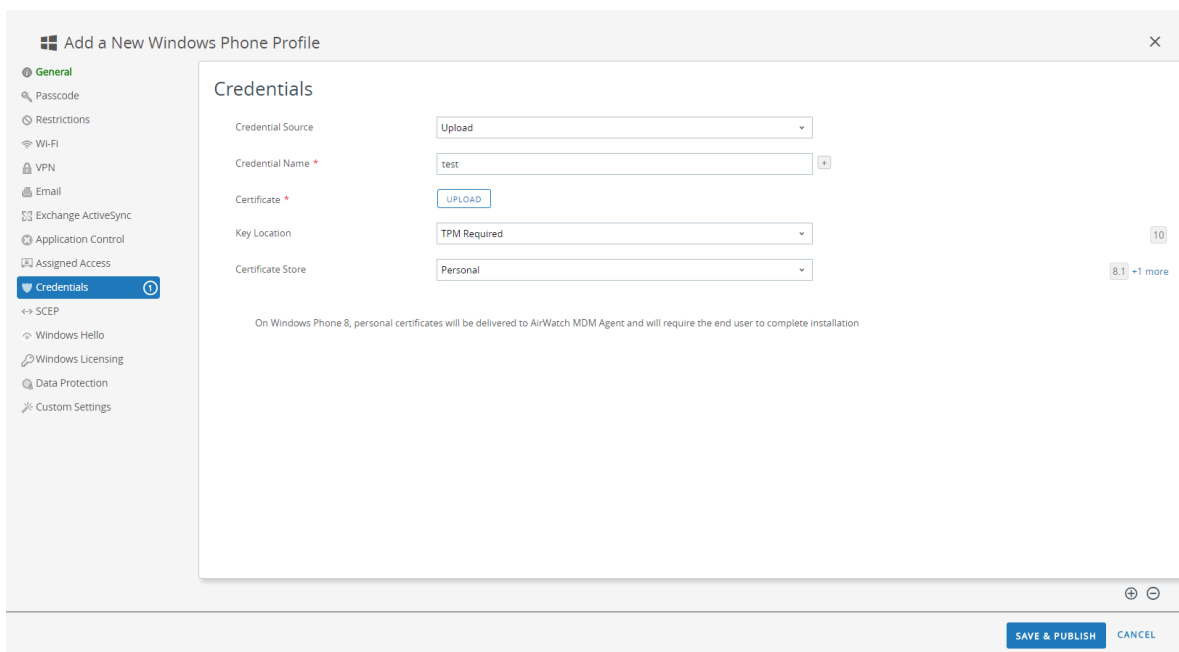 Add a New Windows Phone Profile
General
Passcode
Restrictions
Wi-Fi
VPN
Email
Exchange ActiveSync
Application Control
Assigned Access
Credentials 1
SCEP
Windows Hello
Windows Licensing
Data Protection
Custom Settings
Credentials
Credential Source Upload
Credential Name * test +
Certificate * UPLOAD
Key Location TPM Required 10
Certificate Store Personal 8.1 +1 more
On Windows Phone 8, personal certificates will be delivered to AirWatch MDM Agent and will require the end user to complete installation
SAVE & PUBLISH CANCEL